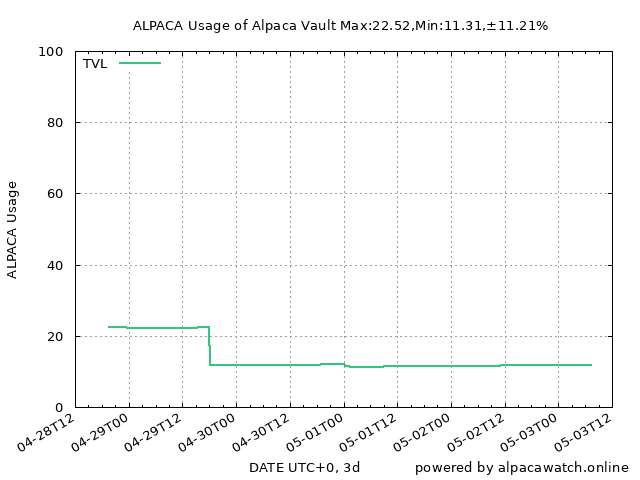 ALPACA Usage of Alpaca Vault Max:22.52,Min:11.31,±11.21%
100
TVL
80
60
40
20
0
ALPACA Usage
04-28T12
04-29T00
04-29T12
04-30T00
04-30T12
05-01T00
05-01T12
05-02T00
05-02T12
05-03T00
05-03T12
DATE UTC+0, 3d
powered by alpacawatch.online